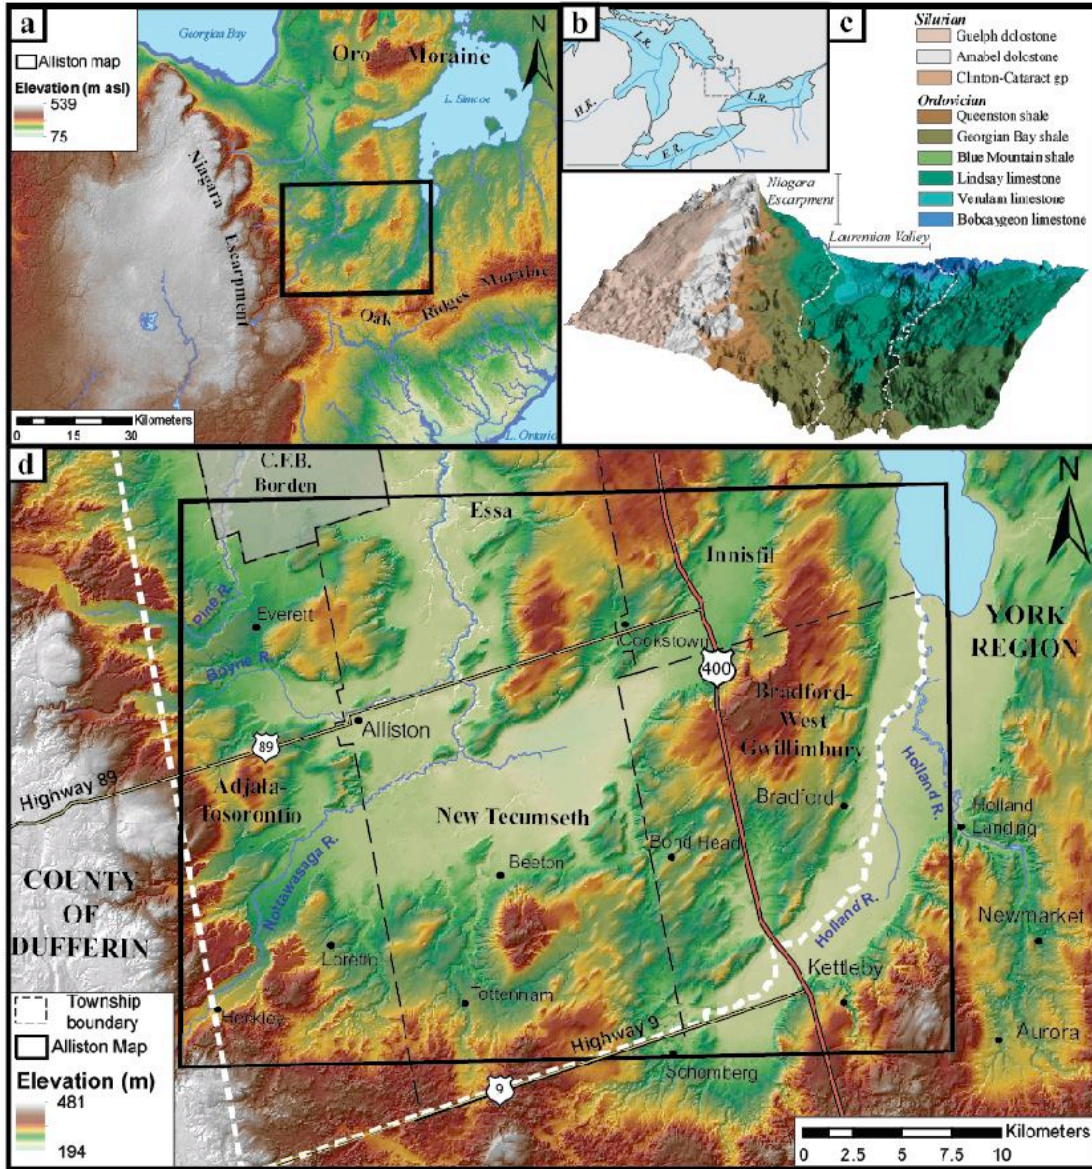 a
Georgian Bay
N
Oro Moraine
Alliston map
Elevation (m asl)
539
75
L. Simcoe
Niagara
Escarpment
Oak Ridges Moraine
L. Ontario
Kilometers
0 15 30
b
H.R.
L.R.
E.R.
c
Silurian
Guelph dolostone
Amabel dolostone
Clinton-Cataract gp
Ordovician
Queenston shale
Georgian Bay shale
Blue Mountain shale
Lindsay limestone
Verulam limestone
Bobcaygeon limestone
Niagara
Escarpment
Laurentian Valley
d
C.F.B.
Borden
Essa
N
Innisfil
Pine R.
Everett
Cookstown
YORK
REGION
Boyne R.
400
Alliston
Bradford-
West
Gwillimbury
89
Highway 89
Adjala-
Tosorontio
New Tecumseth
Bradford
Holland R.
Holland
Landing
Bond Head
Beeton
Nottawasaga R.
COUNTY
OF
DUFFERIN
Holland R.
Newmarket
Loretto
Kettleby
Tottenham
Hockley
Highway 9
Aurora
Schomberg
9
Township
boundary
Alliston Map
Elevation (m)
481
194
Kilometers
0 2.5 5 7.5 10